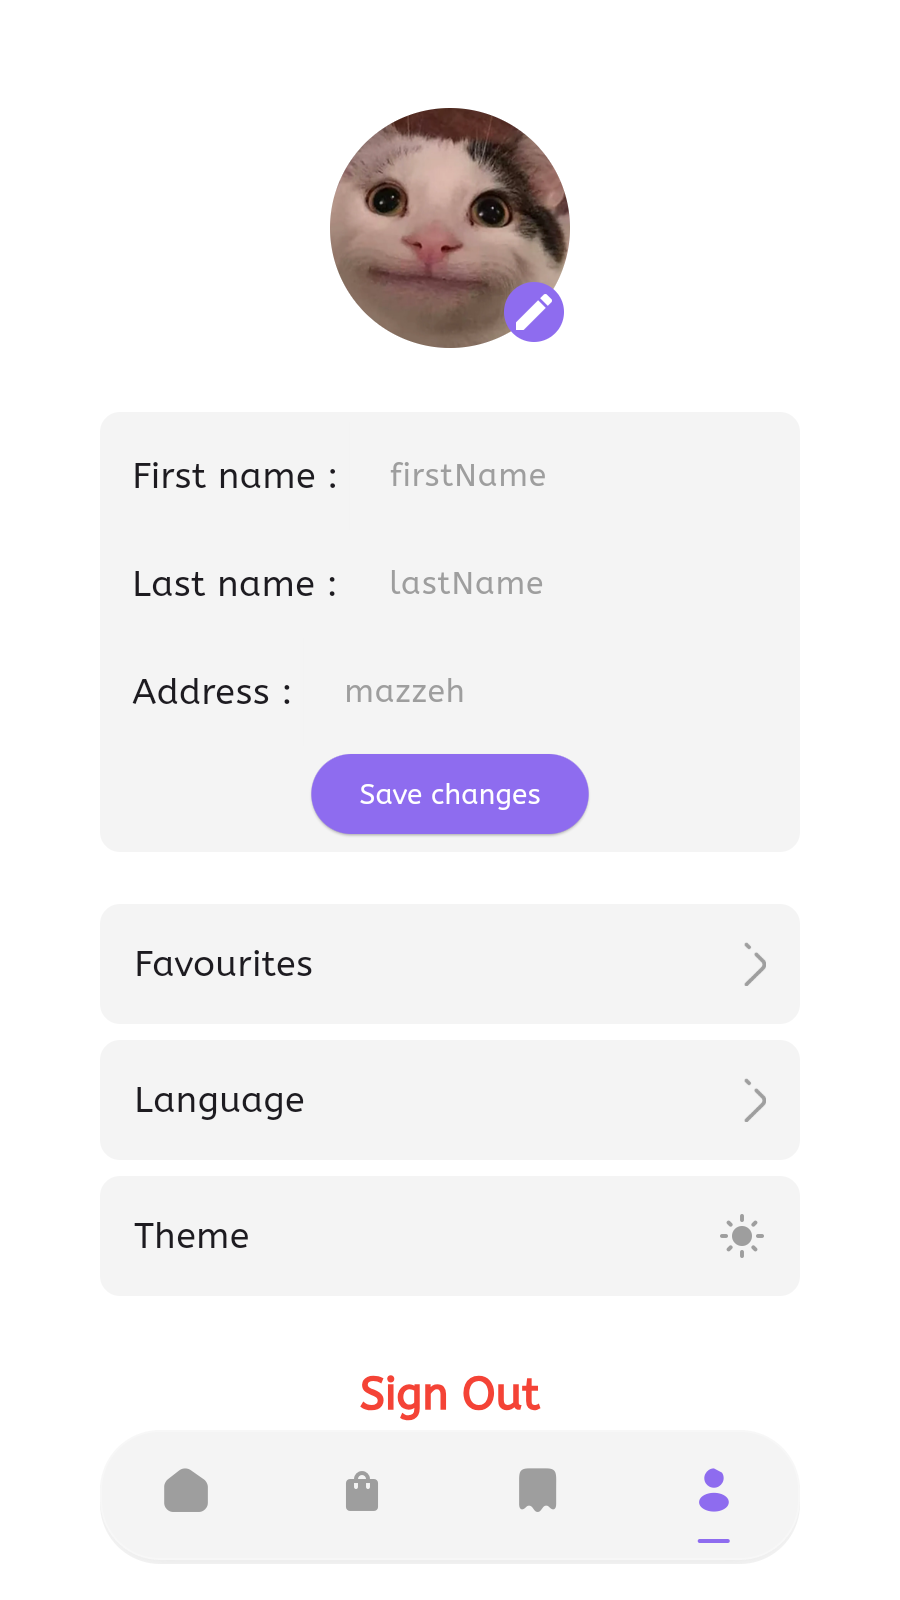 First name : firstName
Last name : lastName
Address : mazzeh
Save changes
Favourites
Language
Theme
Sign Out